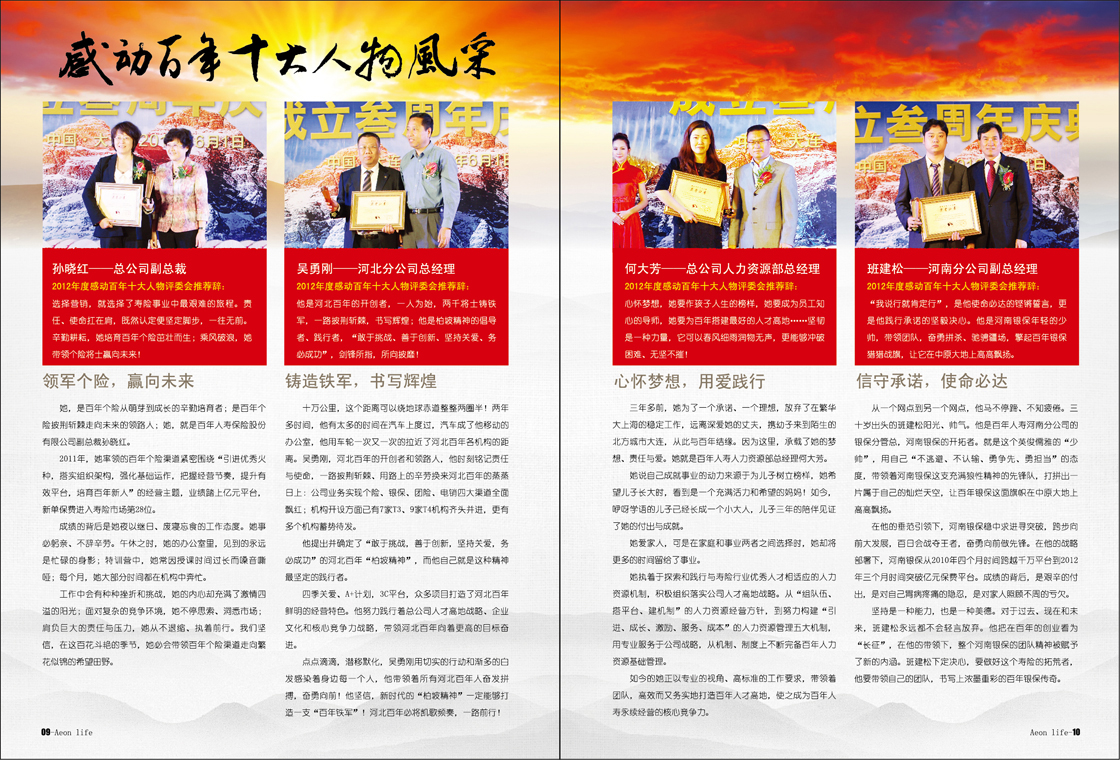 感动百年十大人物風采
立叁周年庆
中国·大 20 6月1日
成立叁周年庆
中国 大连 年6月1
成立叁
中国 大连
立叁周年庆典
中国
孙晓红——总公司副总裁
2012年度感动百年十大人物评委会推荐辞:
选择营销，就选择了寿险事业中最艰难的旅程。责
任、使命扛在肩，既然认定便坚定脚步，一往无前。
辛勤耕耘，她培育百年个险茁壮而生；乘风破浪，她
带领个险将士赢向未来！
领军个险，赢向未来
她，是百年个险从萌芽到成长的辛勤培育者；是百年个
险披荆斩棘走向未来的领路人；她，就是百年人寿保险股份
有限公司副总裁孙晓红。
2011年，她率领的百年个险渠道紧密围绕“引进优秀火
种，搭实组织架构，强化基础运作，把握经营节奏，提升有
效平台，培育百年新人”的经营主题，业绩踏上亿元平台，
新单保费进入寿险市场第28位。
成绩的背后是她夜以继日、废寝忘食的工作态度。她事
必躬亲、不辞辛劳。午休之时，她的办公室里，见到的永远
是忙碌的身影；特训营中，她常因授课时间过长而嗓音嘶
哑；每个月，她大部分时间都在机构中奔忙。
工作中会有种种挫折和挑战，她的内心却充满了激情四
溢的阳光；面对复杂的竞争环境，她不停思索、洞悉市场；
肩负巨大的责任与压力，她从不退缩、执着前行。我们坚
信，在这百花斗艳的季节，她必会带领百年个险渠道走向繁
花似锦的希望田野。
吴勇刚——河北分公司总经理
2012年度感动百年十大人物评委会推荐辞:
他是河北百年的开创者，一人为始，两千将士铸铁
军，一路披荆斩棘，书写辉煌；他是柏坡精神的倡导
者、践行者，“敢于挑战、善于创新、坚持关爱、务
必成功”，剑锋所指，所向披靡！
铸造铁军，书写辉煌
十万公里，这个距离可以绕地球赤道整整两圈半！两年
多时间，他有太多的时间在汽车上度过，汽车成了他移动的
办公室，他用车轮一次又一次的拉近了河北百年各机构的距
离。吴勇刚，河北百年的开创者和领路人，他时刻铭记责任
与使命，一路披荆斩棘，用路上的辛劳换来河北百年的蒸蒸
日上：公司业务实现个险、银保、团险、电销四大渠道全面
飘红；机构开设方面已有7家T3、9家T4机构齐头并进，更有
多个机构蓄势待发。
他提出并确定了“敢于挑战，善于创新，坚持关爱，务
必成功”的河北百年“柏坡精神”，而他自己就是这种精神
最坚定的践行者。
四季关爱、A+计划，3C平台，众多项目打造了河北百年
鲜明的经营特色。他努力践行着总公司人才高地战略、企业
文化和核心竞争力战略，带领河北百年向着更高的目标奋
进。
点点滴滴，潜移默化，吴勇刚用切实的行动和渐多的白
发感染着身边每一个人，他带领着所有河北百年人奋发拼
搏，奋勇向前！他坚信，新时代的“柏坡精神”一定能够打
造一支“百年铁军”！河北百年必将凯歌频奏，一路前行！
何大芳——总公司人力资源部总经理
2012年度感动百年十大人物评委会推荐辞:
心怀梦想，她要作孩子人生的榜样，她要成为员工知
心的导师，她要为百年搭建最好的人才高地……坚韧
是一种力量，它可以春风细雨润物无声，更能够冲破
困难、无坚不摧！
心怀梦想，用爱践行
三年多前，她为了一个承诺、一个理想，放弃了在繁华
大上海的稳定工作，远离深爱她的丈夫，携幼子来到陌生的
北方城市大连，从此与百年结缘。因为这里，承载了她的梦
想、责任与爱。她就是百年人寿人力资源部总经理何大芳。
她说自己成就事业的动力来源于为儿子树立榜样，她希
望儿子长大时，看到是一个充满活力和希望的妈妈！如今，
咿呀学语的儿子已经长成一个小大人，儿子三年的陪伴见证
了她的付出与成就。
她爱家人，可是在家庭和事业两者之间选择时，她却将
更多的时间留给了事业。
她执着于探索和践行与寿险行业优秀人才相适应的人力
资源机制，积极组织落实公司人才高地战略。从“组队伍、
搭平台、建机制”的人力资源经营方针，到努力构建“引
进、成长、激励、服务、成本”的人力资源管理五大机制，
用专业服务于公司战略，从机制、制度上不断完备百年人力
资源基础管理。
如今的她正以专业的视角、高标准的工作要求，带领着
团队，高效而又务实地打造百年人才高地，使之成为百年人
寿永续经营的核心竞争力。
班建松——河南分公司副总经理
2012年度感动百年十大人物评委会推荐辞:
“我说行就肯定行”，是他使命必达的铿锵誓言，更
是他践行承诺的坚毅决心。他是河南银保年轻的少
帅，带领团队，奋勇拼杀、驰骋疆场，擎起百年银保
猎猎战旗，让它在中原大地上高高飘扬。
信守承诺，使命必达
从一个网点到另一个网点，他马不停蹄、不知疲倦。三
十岁出头的班建松阳光、帅气。他是百年人寿河南分公司的
银保分管总，河南银保的开拓者。就是这个英俊儒雅的“少
帅”，用自己“不逃避、不认输、勇争先、勇担当”的态
度，带领着河南银保这支充满狼性精神的先锋队，打拼出一
片属于自己的灿烂天空，让百年银保这面旗帜在中原大地上
高高飘扬。
在他的垂范引领下，河南银保稳中求进寻突破，跨步向
前大发展，百日会战夺王者，奋勇向前做先锋。在他的战略
部署下，河南银保从2010年四个月时间跨越千万平台到2012
年三个月时间突破亿元保费平台。成绩的背后，是艰辛的付
出，是对自己胃病疼痛的隐忍，是对家人照顾不周的亏欠。
坚持是一种能力，也是一种美德。对于过去、现在和未
来，班建松永远都不会轻言放弃。他把在百年的创业看为
“长征”，在他的带领下，整个河南银保的团队精神被赋予
了新的内涵。班建松下定决心，要做好这个寿险的拓荒者，
他要带领自己的团队，书写上浓墨重彩的百年银保传奇。
09-Aeon life
Aeon life-10